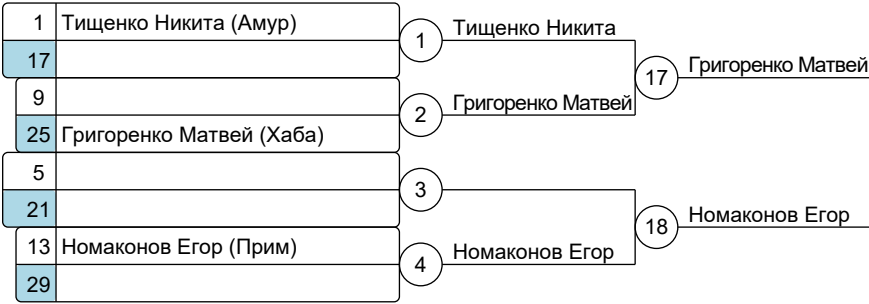 1 Тищенко Никита (Амур)
17
1 Тищенко Никита
9
25 Григоренко Матвей (Хаба)
2 Григоренко Матвей
17 Григоренко Матвей
5
21
3
13 Номаконов Егор (Прим)
29
4 Номаконов Егор
18 Номаконов Егор